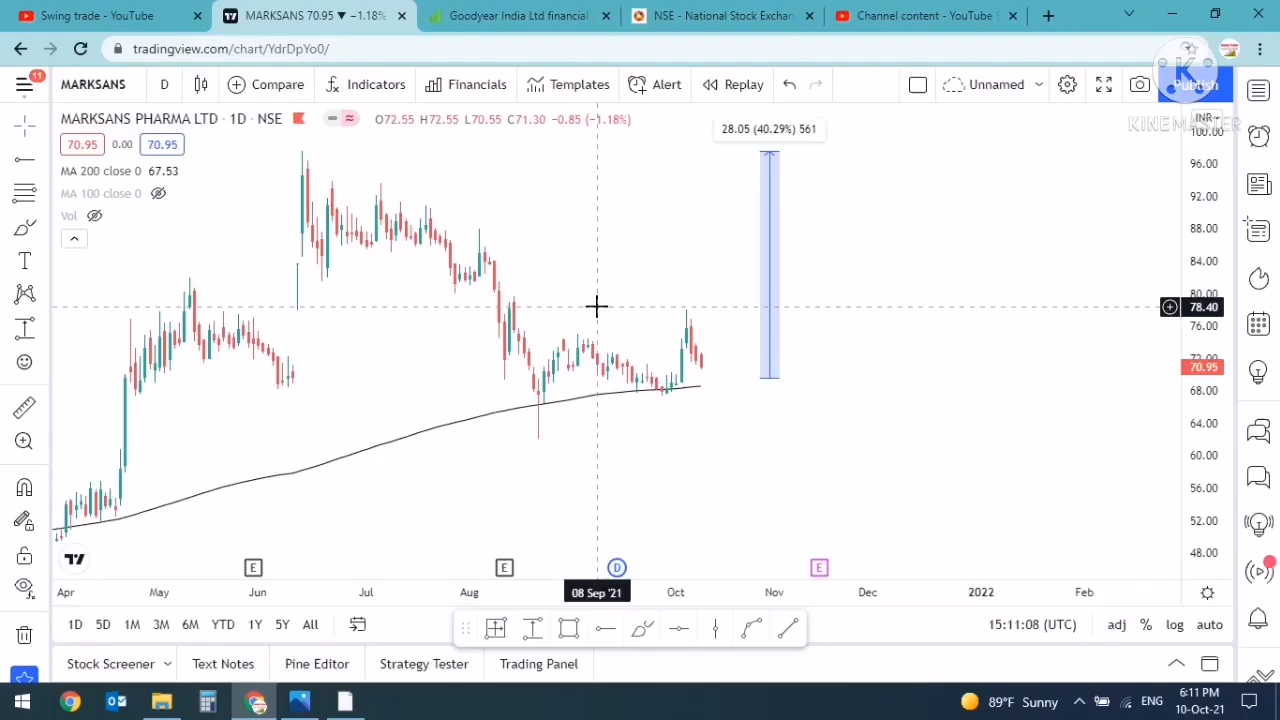 Swing trade - YouTube
MARKSANS 70.95 ▼ −1.18%
Goodyear India Ltd financial
NSE - National Stock Exchan
Channel content - YouTube S
tradingview.com/chart/YdrDpYo0/
11
MARKSANS D Compare Indicators Financials Templates Alert Replay Unnamed Publish
K
KINEMASTER
MARKSANS PHARMA LTD · 1D · NSE O72.55 H72.55 L70.55 C71.30 −0.85 (−1.18%)
70.95 0.00 70.95
MA 200 close 0 67.53
MA 100 close 0
Vol
28.05 (40.29%) 561
INR
100.00
96.00
92.00
88.00
84.00
80.00
78.40
76.00
72.00
70.95
68.00
64.00
60.00
56.00
52.00
48.00
E E D E
Apr May Jun Jul Aug 08 Sep '21 Oct Nov Dec 2022 Feb
1D 5D 1M 3M 6M YTD 1Y 5Y All 15:11:08 (UTC) adj % log auto
Stock Screener Text Notes Pine Editor Strategy Tester Trading Panel
89°F Sunny ENG 6:11 PM
10-Oct-21